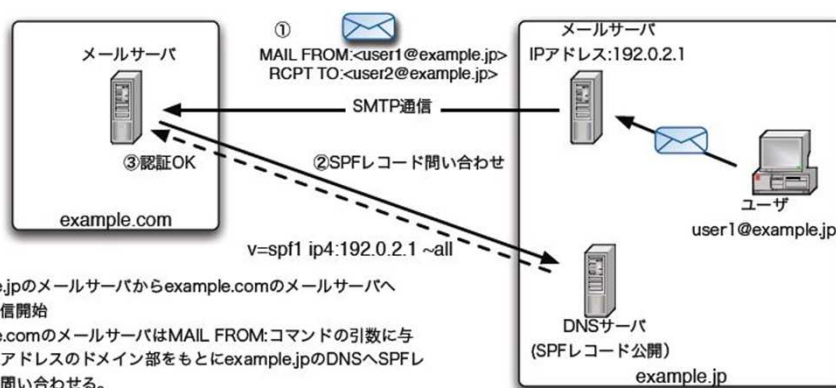 ①
メールサーバ
MAIL FROM:<user1@example.jp>
RCPT TO:<user2@example.jp>
メールサーバ
IPアドレス:192.0.2.1
SMTP通信
③認証OK
②SPFレコード問い合わせ
example.com
ユーザ
user1@example.jp
v=spf1 ip4:192.0.2.1 ~all
DNSサーバ
(SPFレコード公開)
example.jp
.jpのメールサーバからexample.comのメールサーバへ
信開始
.comのメールサーバはMAIL FROM:コマンドの引数に与
アドレスのドメイン部をもとにexample.jpのDNSへSPFレ
問い合わせる。